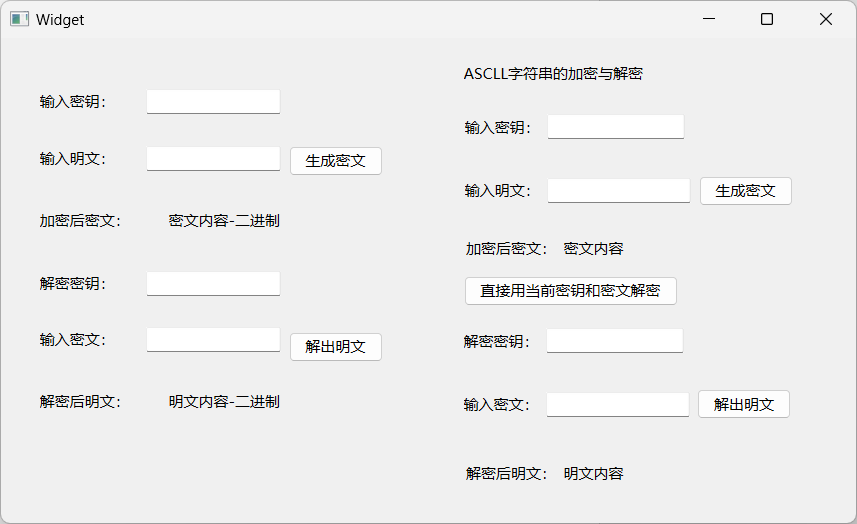 Widget
输入密钥：
输入明文：
生成密文
加密后密文：
密文内容-二进制
解密密钥：
输入密文：
解出明文
解密后明文：
明文内容-二进制
ASCLL字符串的加密与解密
输入密钥：
输入明文：
生成密文
加密后密文：
密文内容
直接用当前密钥和密文解密
解密密钥：
输入密文：
解出明文
解密后明文：
明文内容